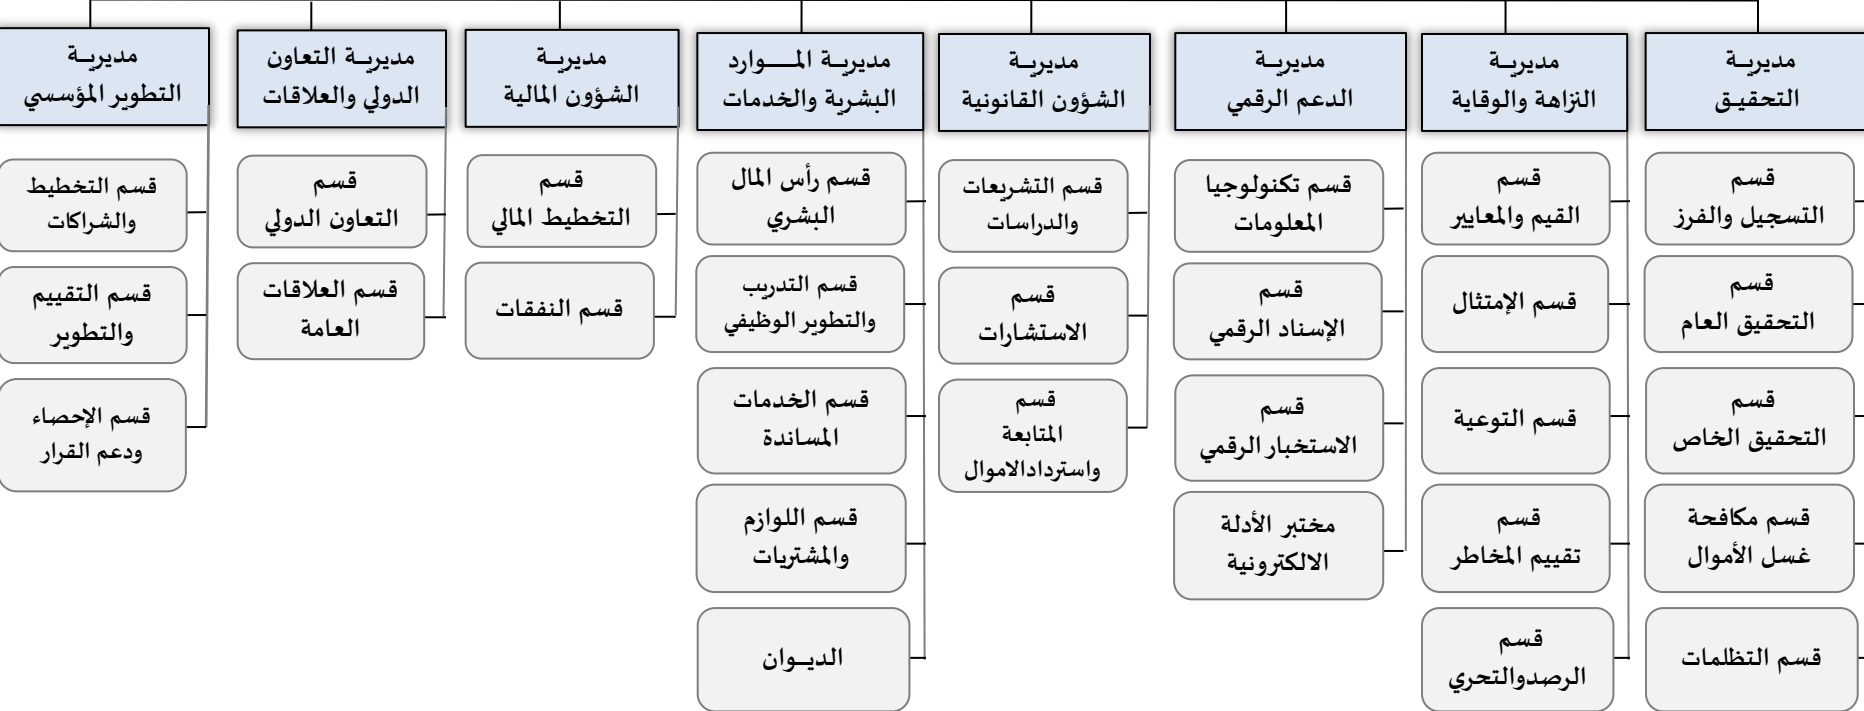 مديرية
التحقيق
قسم
التسجيل والفرز
قسم
التحقيق العام
قسم
التحقيق الخاص
قسم مكافحة
غسل الأموال
قسم التظلمات
مديرية
النزاهة والوقاية
قسم
القيم والمعايير
قسم الإمتثال
قسم التوعية
قسم
تقييم المخاطر
قسم
الرصدوالتحري
مديرية
الدعم الرقمي
قسم تكنولوجيا
المعلومات
قسم
الإسناد الرقمي
قسم
الاستخبار الرقمي
مختبر الأدلة
الالكترونية
مديرية
الشؤون القانونية
قسم التشريعات
والدراسات
قسم
الاستشارات
قسم
المتابعة
واستردادالاموال
مديرية المــوارد
البشرية والخدمات
قسم رأس المال
البشري
قسم التدريب
والتطوير الوظيفي
قسم الخدمات
المساندة
قسم اللوازم
والمشتريات
الديـوان
مديرية
الشؤون المالية
قسم
التخطيط المالي
قسم النفقات
مديرية التعاون
الدولي والعلاقات
قسم
التعاون الدولي
قسم العلاقات
العامة
مديرية
التطوير المؤسسي
قسم التخطيط
والشراكات
قسم التقييم
والتطوير
قسم الإحصاء
ودعم القرار